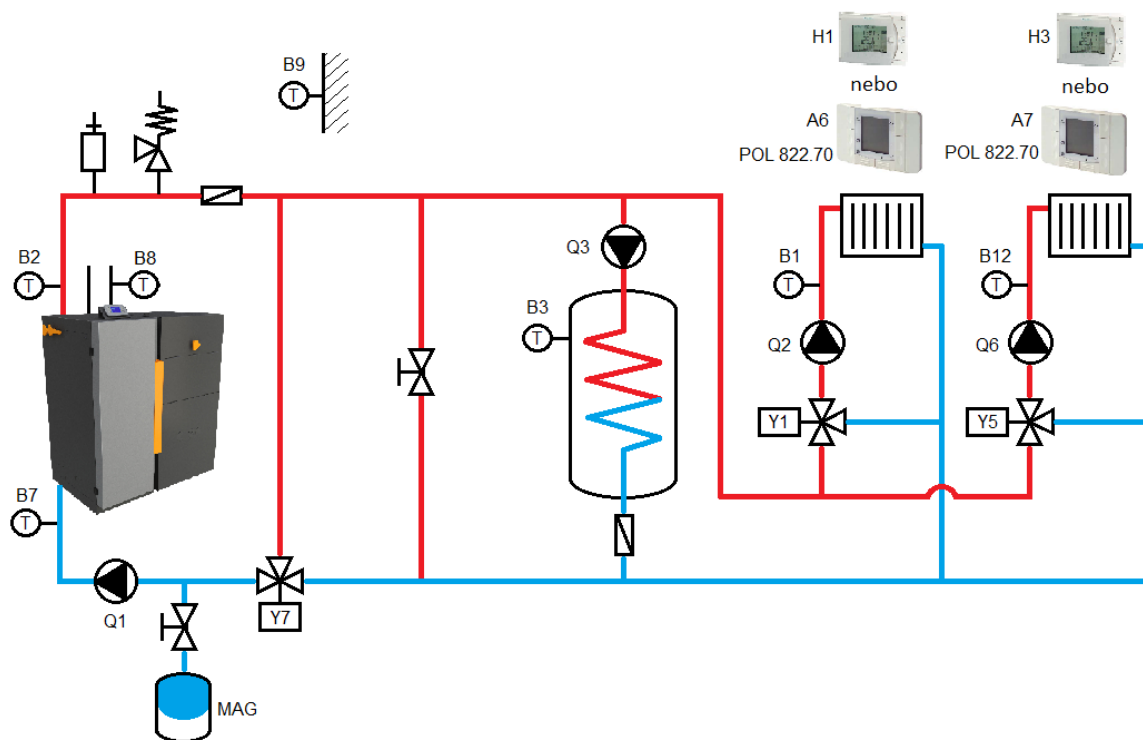 H1
H3
B9
T
nebo
nebo
A6
A7
POL 822.70
POL 822.70
Q3
B2
B8
B1
B12
T
T
T
T
B3
T
Q2
Q6
Y1
Y5
B7
T
Q1
Y7
MAG